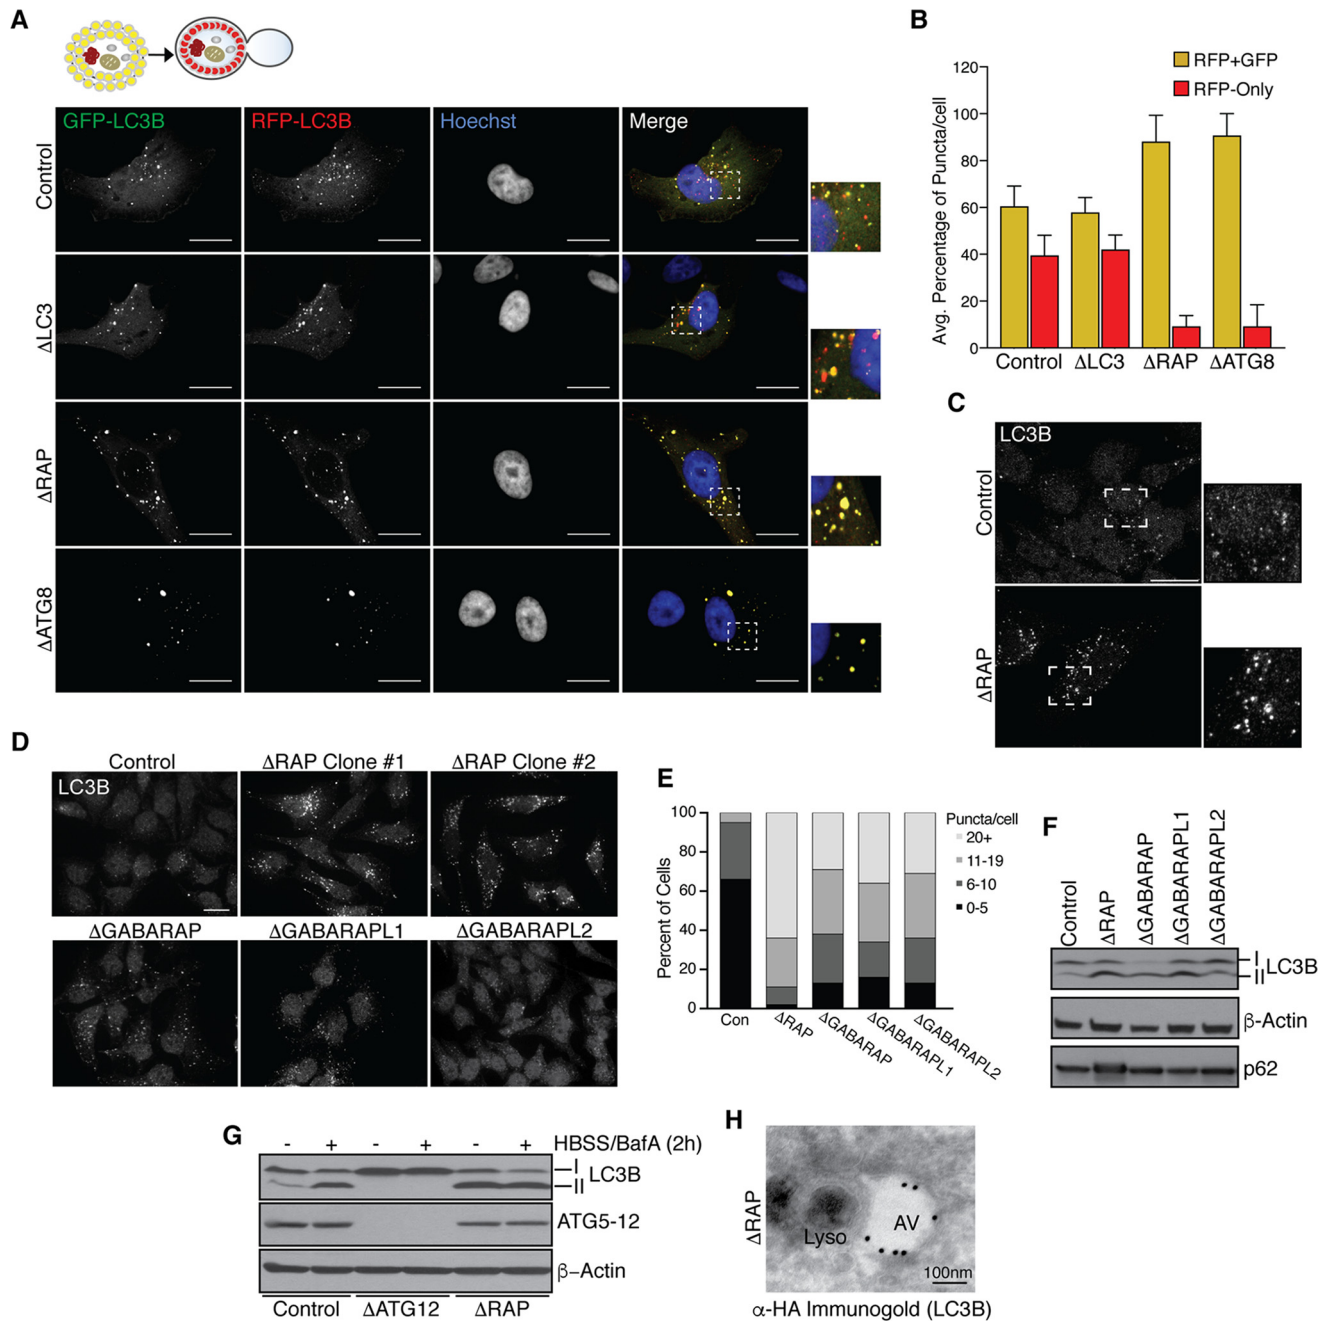 A
GFP-LC3B
RFP-LC3B
Hoechst
Merge
Control
ΔLC3
ΔRAP
ΔATG8
B
RFP+GFP
RFP-Only
Avg. Percentage of Puncta/cell
120
100
80
60
40
20
0
Control ΔLC3 ΔRAP ΔATG8
C
LC3B
Control
ΔRAP
D
Control
ΔRAP Clone #1
ΔRAP Clone #2
LC3B
ΔGABARAP
ΔGABARAPL1
ΔGABARAPL2
E
Percent of Cells
100
80
60
40
20
0
Con
ΔRAP
ΔGABARAP
ΔGABARAPL1
ΔGABARAPL2
Puncta/cell
20+
11-19
6-10
0-5
F
Control
ΔRAP
ΔGABARAP
ΔGABARAPL1
ΔGABARAPL2
I
II
LC3B
β-Actin
p62
G
- + - + - + HBSS/BafA (2h)
I
II
LC3B
ATG5-12
β–Actin
Control ΔATG12 ΔRAP
H
ΔRAP
Lyso
AV
100nm
α-HA Immunogold (LC3B)